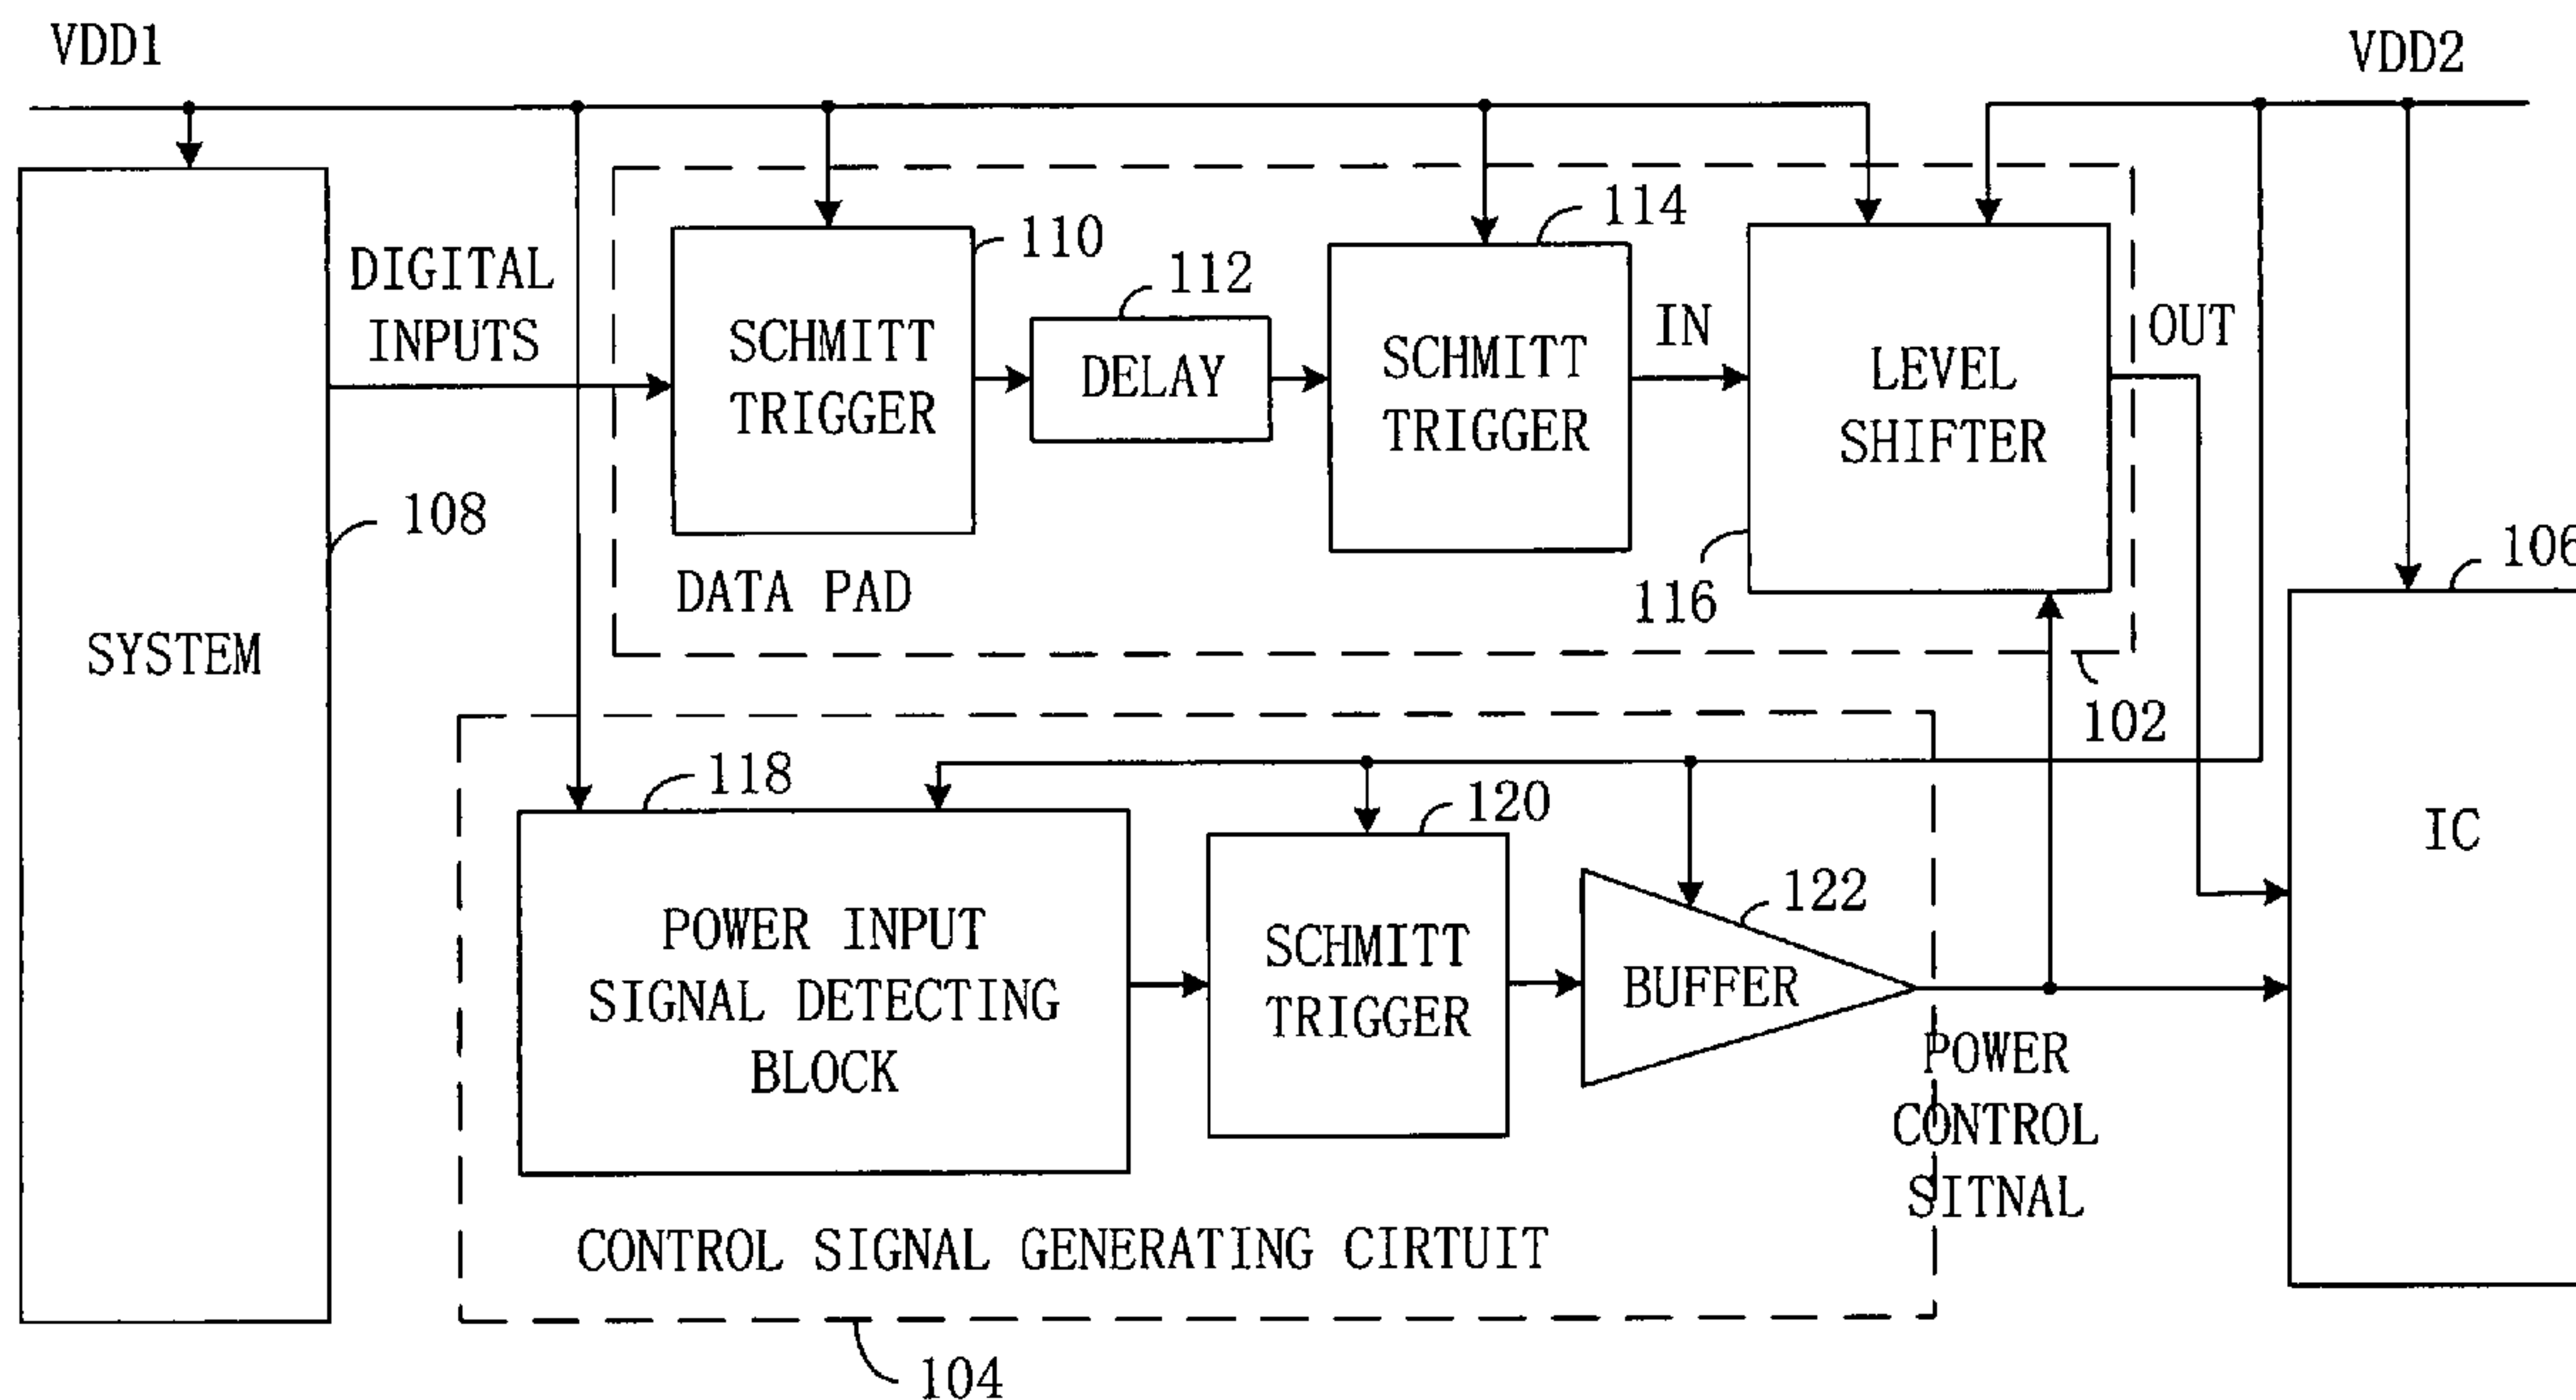 VDD1
VDD2
DIGITAL
INPUTS
110
112
114
SCHMITT
TRIGGER
DELAY
SCHMITT
TRIGGER
IN
LEVEL
SHIFTER
OUT
108
106
DATA PAD
116
SYSTEM
102
118
120
POWER INPUT
SIGNAL DETECTING
BLOCK
SCHMITT
TRIGGER
122
BUFFER
IC
POWER
CONTROL
SITNAL
CONTROL SIGNAL GENERATING CIRTUIT
104